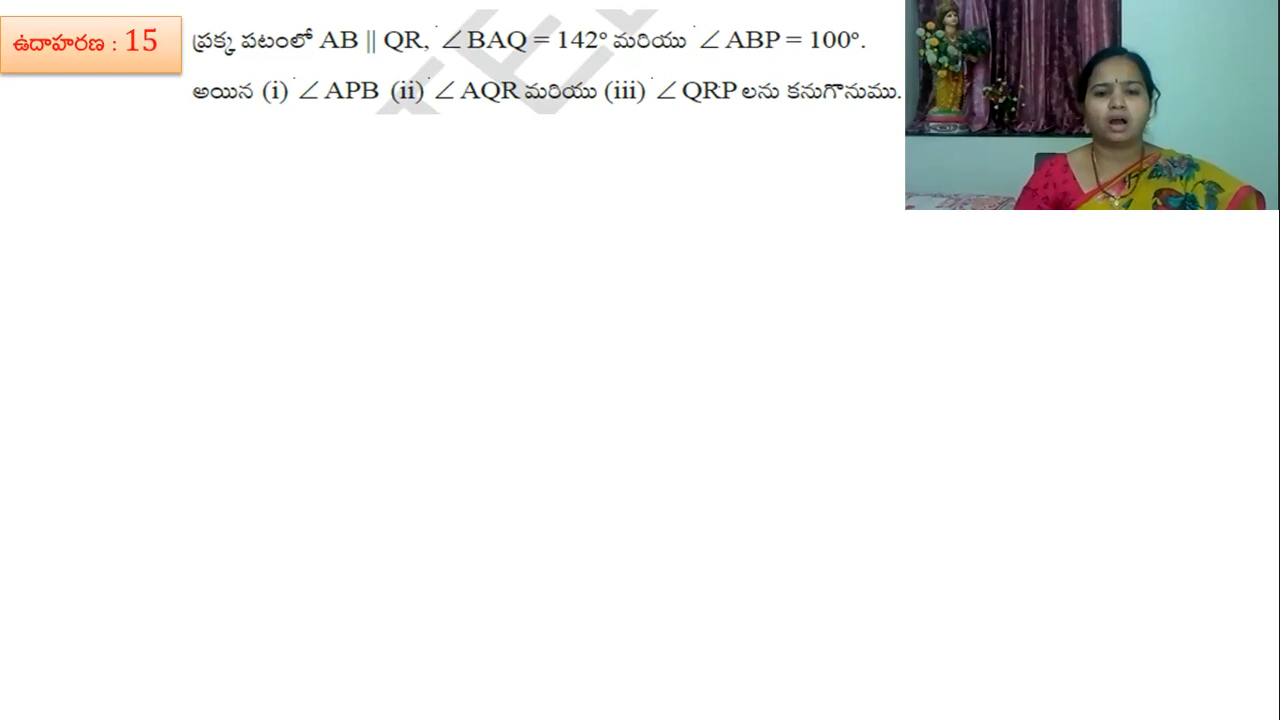 ఉదాహరణ : 15
ప్రక్క పటంలో AB || QR, ∠BAQ = 142° మరియు ∠ABP = 100°.
అయిన (i) ∠APB (ii) ∠AQR మరియు (iii) ∠QRP లను కనుగొనుము.